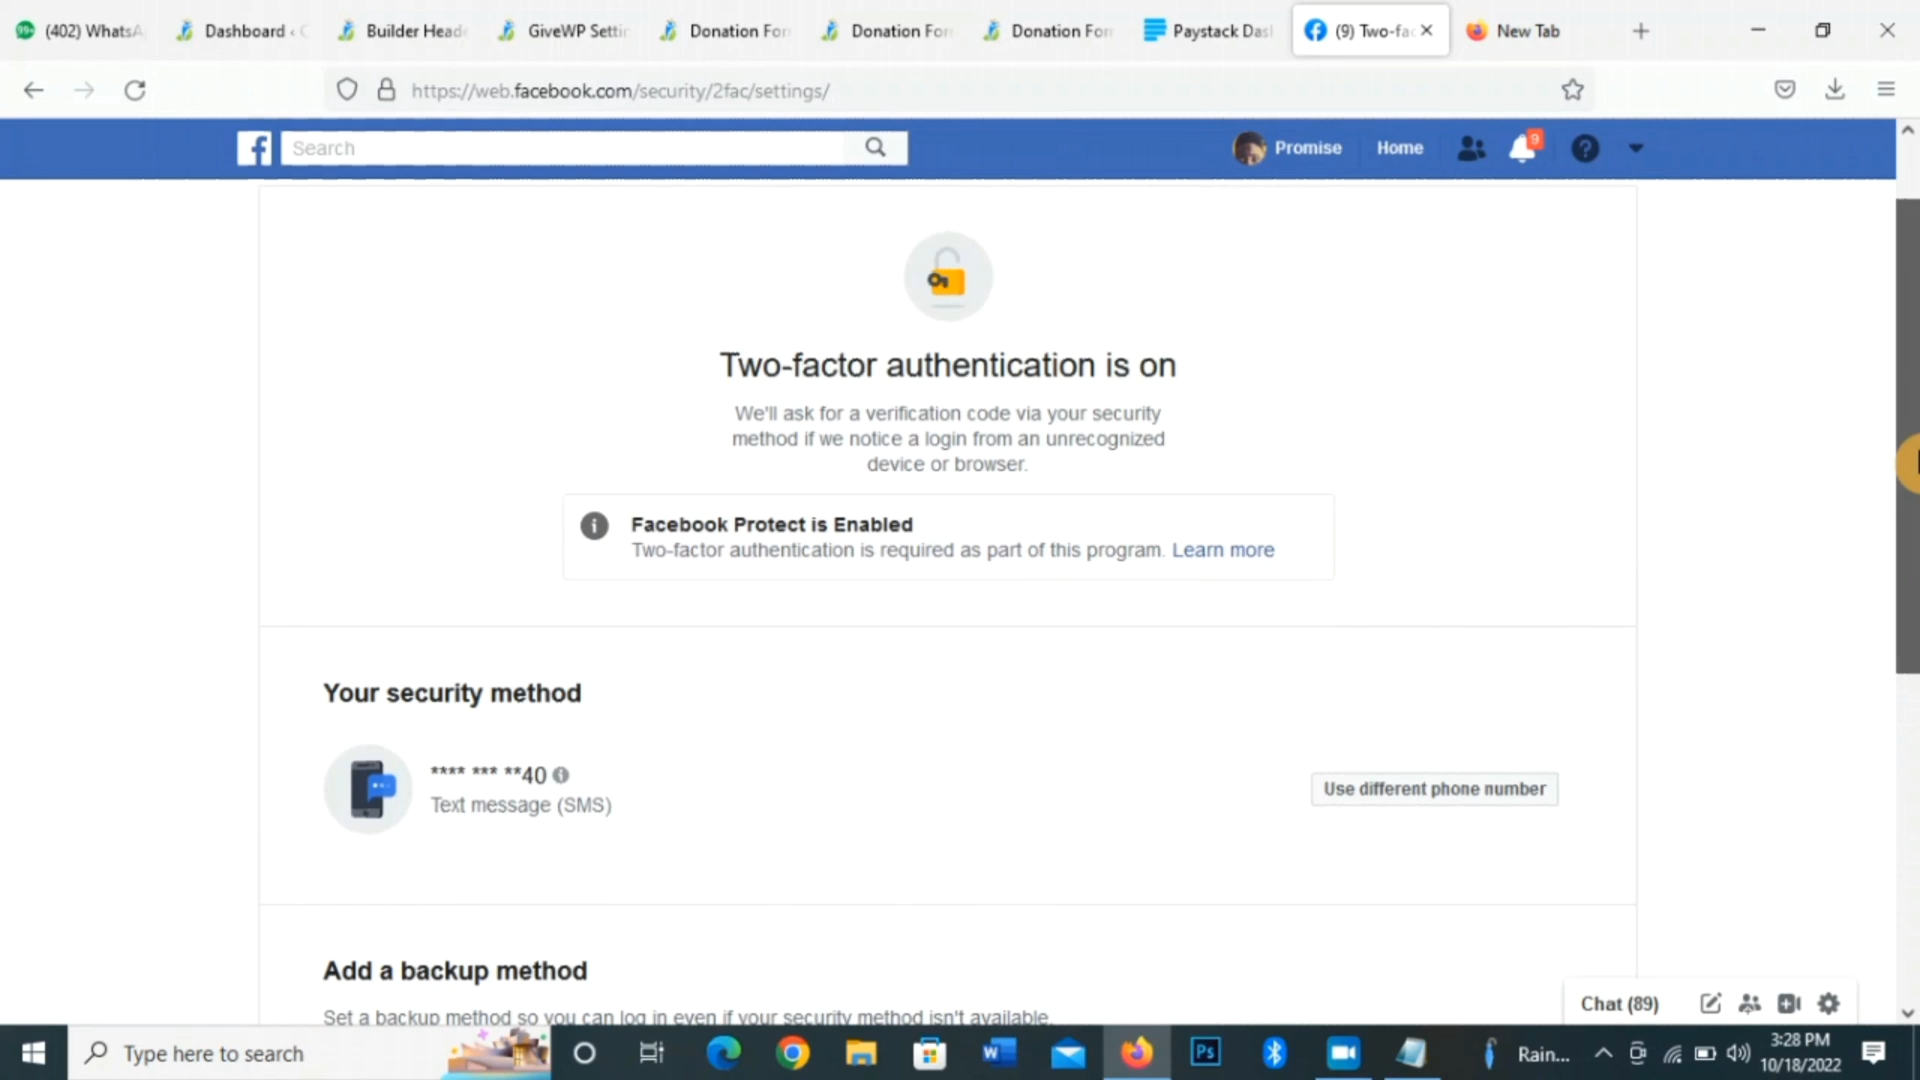 99+ (402) WhatsA
Dashboard ‹
Builder Head
GiveWP Settin
Donation For
Donation For
Donation For
Paystack Das
(9) Two-fa
New Tab
https://web.facebook.com/security/2fac/settings/
Search
Promise
Home
9
Two-factor authentication is on
We'll ask for a verification code via your security
method if we notice a login from an unrecognized
device or browser.
Facebook Protect is Enabled
Two-factor authentication is required as part of this program. Learn more
Your security method
**** *** **40
Text message (SMS)
Use different phone number
Add a backup method
Set a backup method so you can log in even if your security method isn't available.
Chat (89)
Type here to search
W
Ps
Rain...
3:28 PM
10/18/2022